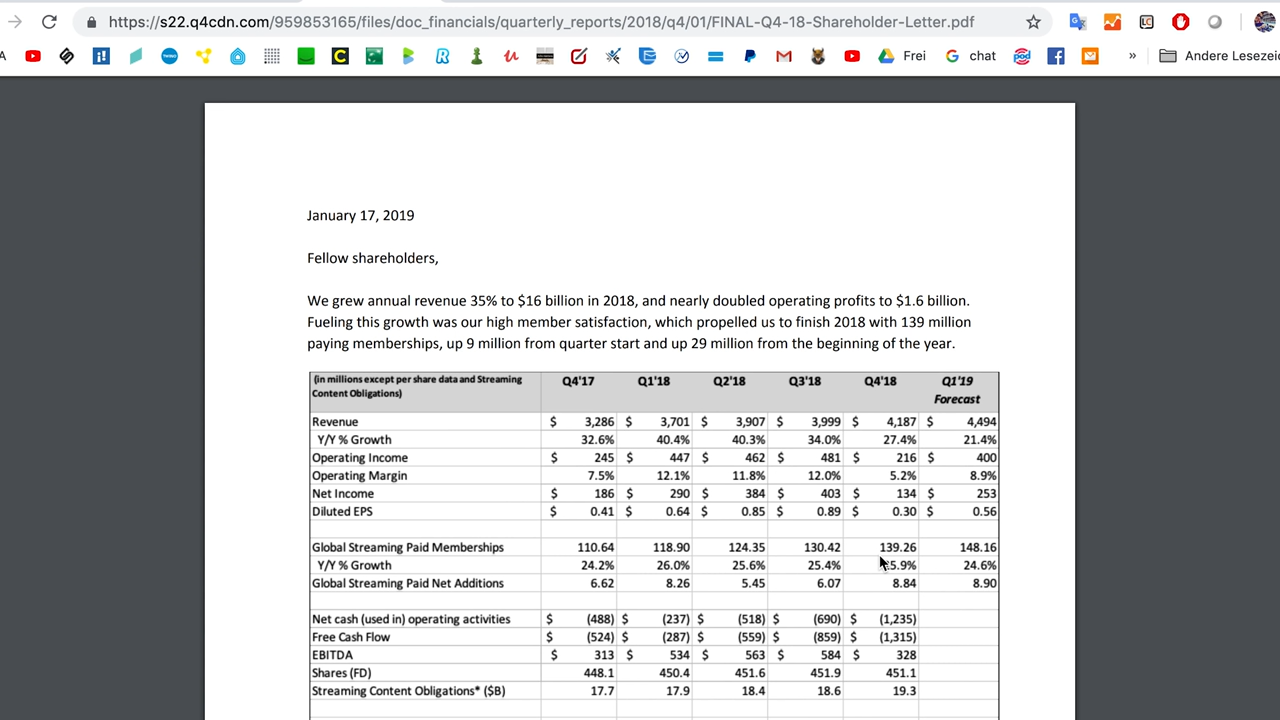 https://s22.q4cdn.com/959853165/files/doc_financials/quarterly_reports/2018/q4/01/FINAL-Q4-18-Shareholder-Letter.pdf
A Frei chat pod » Andere Lesezei
January 17, 2019
Fellow shareholders,
We grew annual revenue 35% to $16 billion in 2018, and nearly doubled operating profits to $1.6 billion.
Fueling this growth was our high member satisfaction, which propelled us to finish 2018 with 139 million
paying memberships, up 9 million from quarter start and up 29 million from the beginning of the year.
(in millions except per share data and Streaming
Content Obligations) Q4'17 Q1'18 Q2'18 Q3'18 Q4'18 Q1'19
Forecast
Revenue $ 3,286 $ 3,701 $ 3,907 $ 3,999 $ 4,187 $ 4,494
Y/Y % Growth 32.6% 40.4% 40.3% 34.0% 27.4% 21.4%
Operating Income $ 245 $ 447 $ 462 $ 481 $ 216 $ 400
Operating Margin 7.5% 12.1% 11.8% 12.0% 5.2% 8.9%
Net Income $ 186 $ 290 $ 384 $ 403 $ 134 $ 253
Diluted EPS $ 0.41 $ 0.64 $ 0.85 $ 0.89 $ 0.30 $ 0.56
Global Streaming Paid Memberships 110.64 118.90 124.35 130.42 139.26 148.16
Y/Y % Growth 24.2% 26.0% 25.6% 25.4% 5.9% 24.6%
Global Streaming Paid Net Additions 6.62 8.26 5.45 6.07 8.84 8.90
Net cash (used in) operating activities $ (488) $ (237) $ (518) $ (690) $ (1,235)
Free Cash Flow $ (524) $ (287) $ (559) $ (859) $ (1,315)
EBITDA $ 313 $ 534 $ 563 $ 584 $ 328
Shares (FD) 448.1 450.4 451.6 451.9 451.1
Streaming Content Obligations* ($B) 17.7 17.9 18.4 18.6 19.3